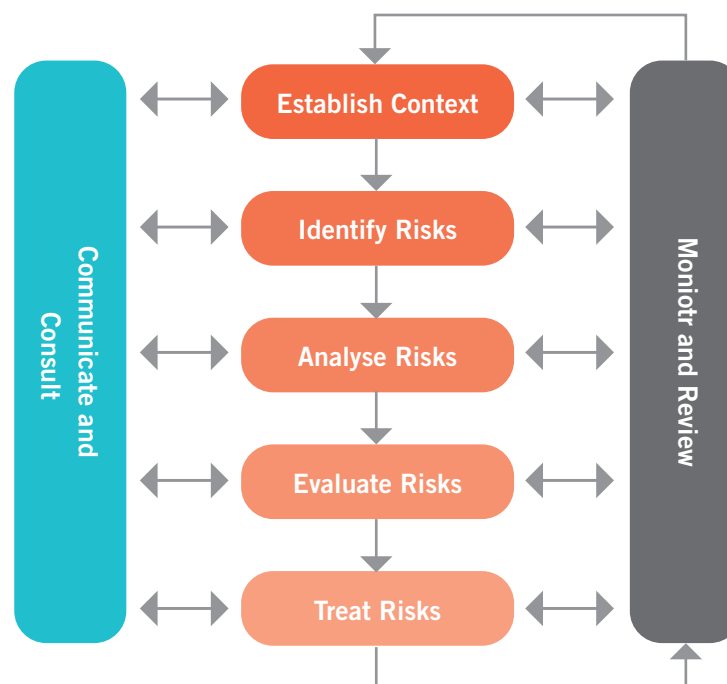 Establish Context
Identify Risks
Analyse Risks
Evaluate Risks
Treat Risks
Communicate and
Consult
Moniotr and Review